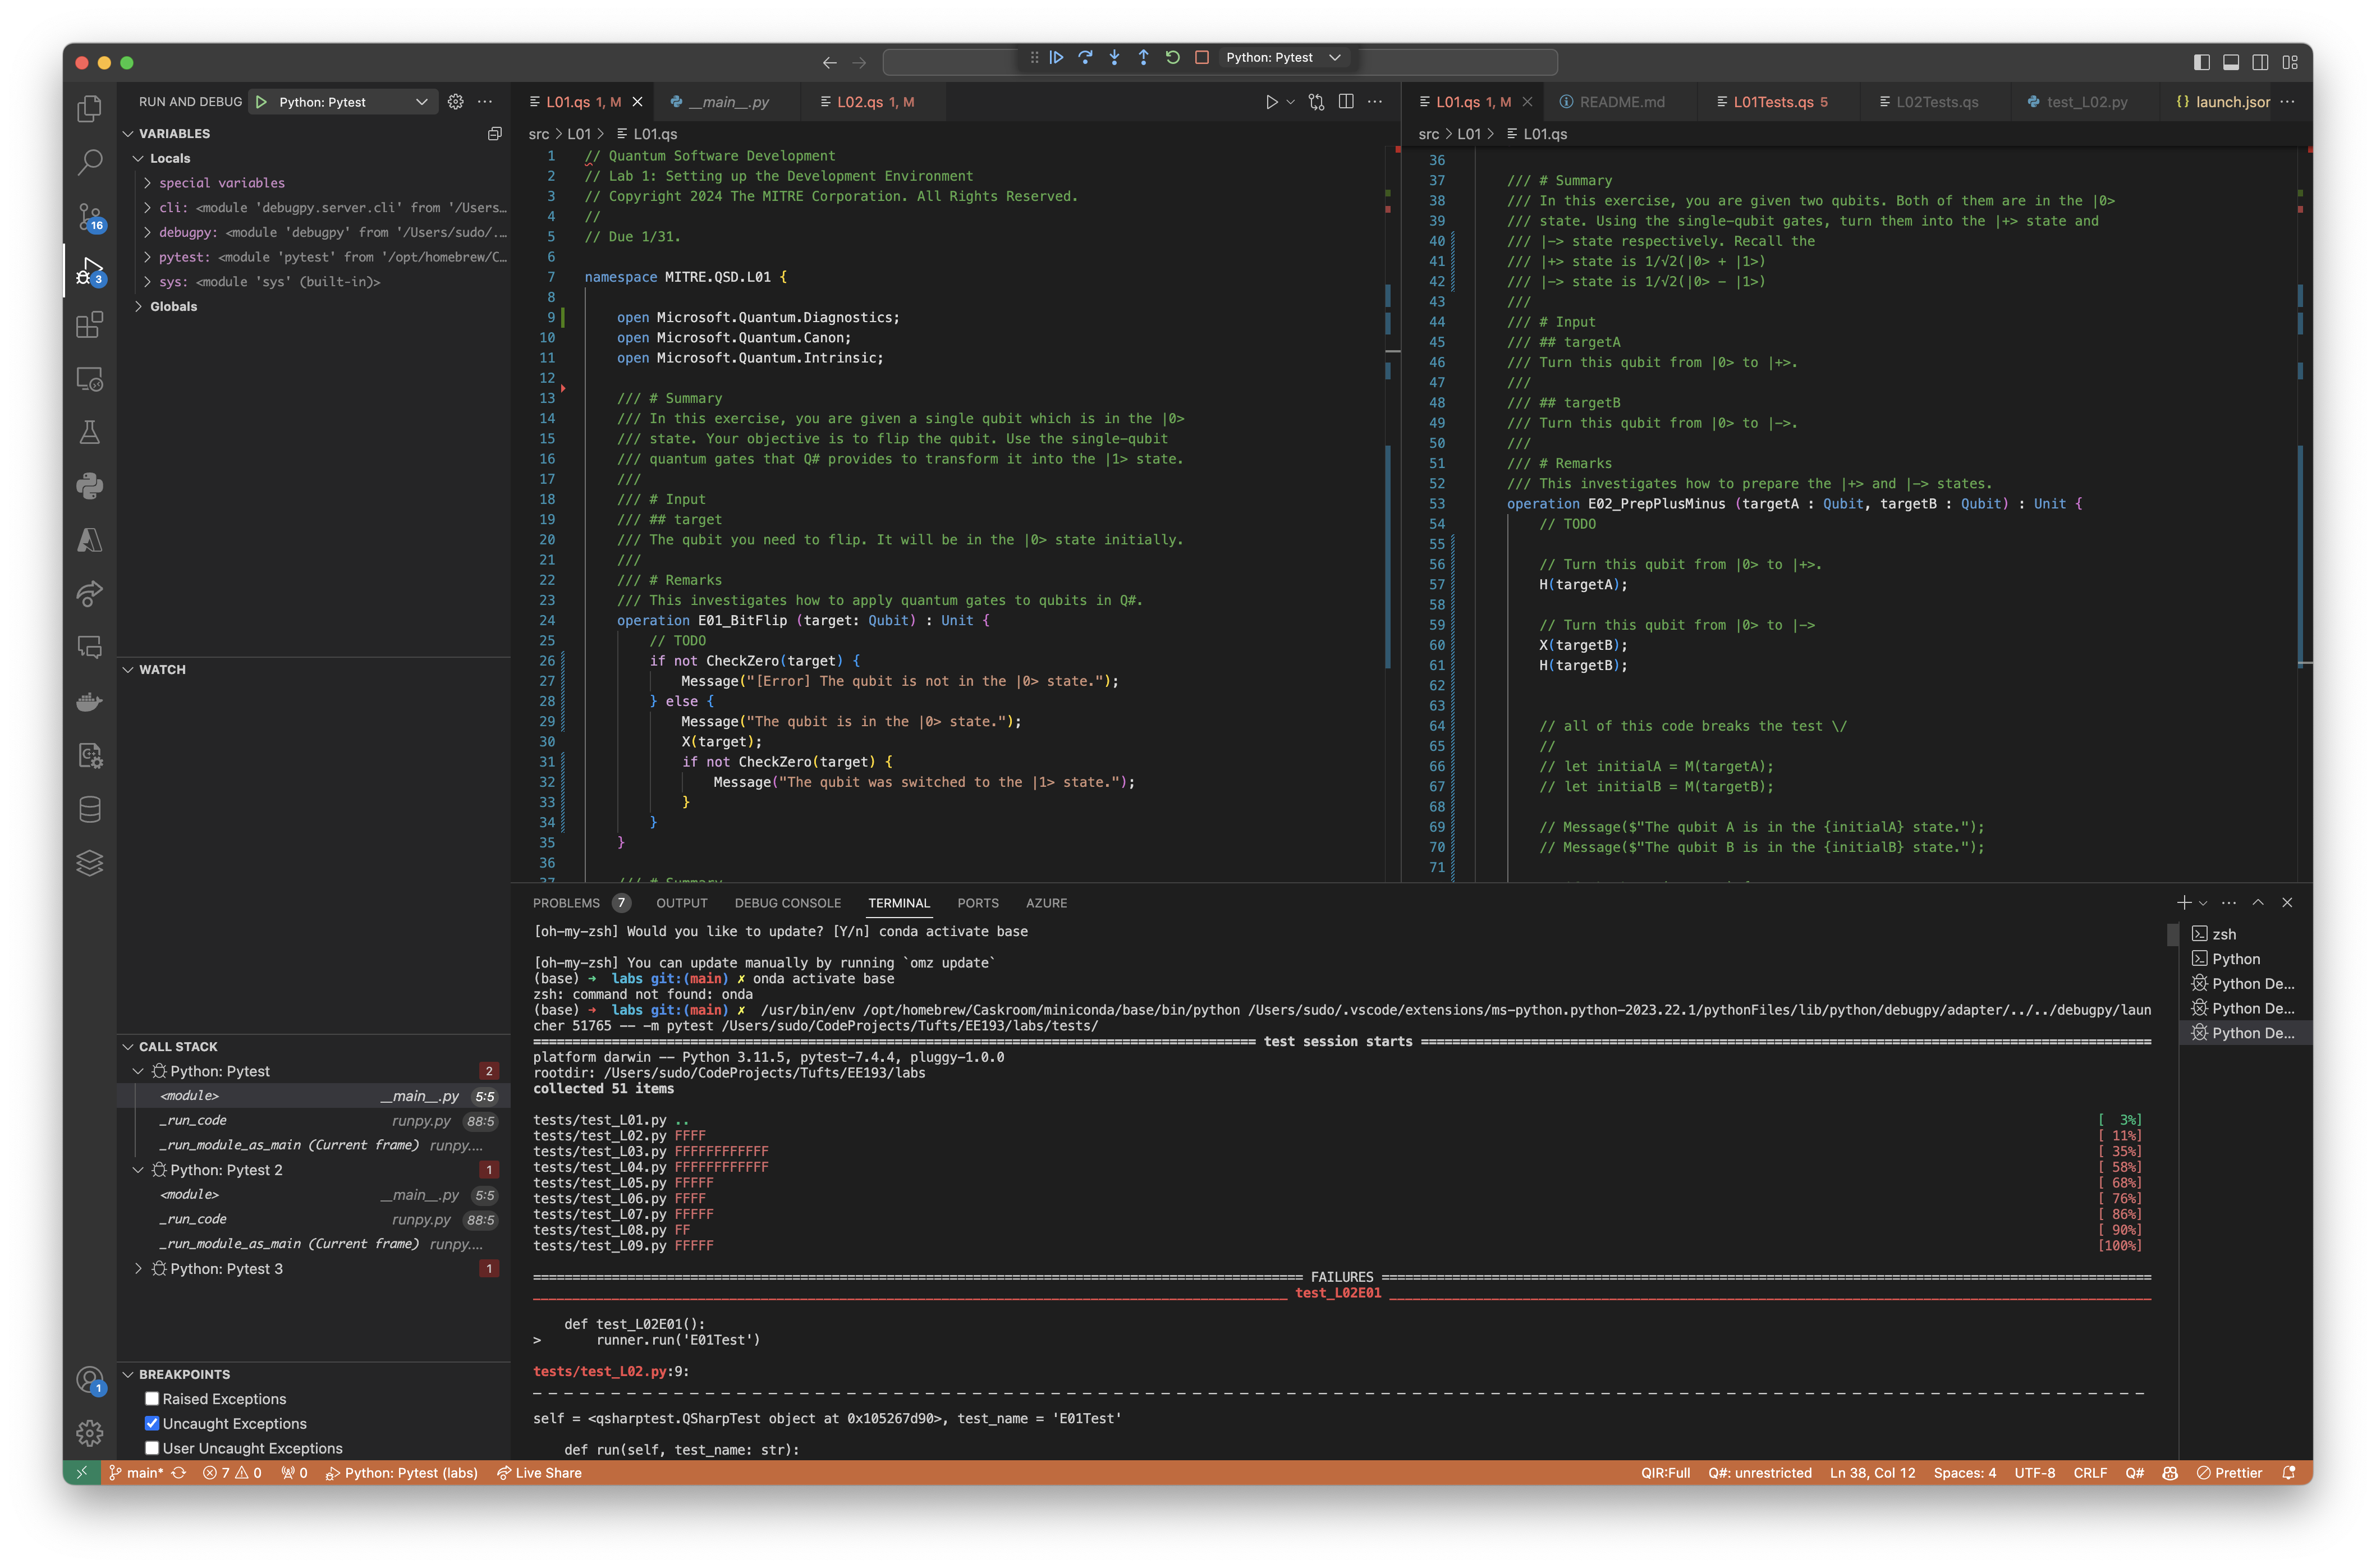 Python: Pytest
RUN AND DEBUG
Python: Pytest
VARIABLES
Locals
special variables
cli: <module 'debugpy.server.cli' from '/Users…
debugpy: <module 'debugpy' from '/Users/sudo/.…
pytest: <module 'pytest' from '/opt/homebrew/C…
sys: <module 'sys' (built-in)>
Globals
16
3
WATCH
CALL STACK
Python: Pytest 2
<module> __main__.py 5:5
_run_code runpy.py 88:5
_run_module_as_main (Current frame) runpy....
Python: Pytest 2 1
<module> __main__.py 5:5
_run_code runpy.py 88:5
_run_module_as_main (Current frame) runpy....
Python: Pytest 3 1
BREAKPOINTS
Raised Exceptions
Uncaught Exceptions
User Uncaught Exceptions
1
L01.qs 1, M
__main__.py
L02.qs 1, M
src > L01 > L01.qs
1 // Quantum Software Development
2 // Lab 1: Setting up the Development Environment
3 // Copyright 2024 The MITRE Corporation. All Rights Reserved.
4 //
5 // Due 1/31.
6
7 namespace MITRE.QSD.L01 {
8
9 open Microsoft.Quantum.Diagnostics;
10 open Microsoft.Quantum.Canon;
11 open Microsoft.Quantum.Intrinsic;
12
13 /// # Summary
14 /// In this exercise, you are given a single qubit which is in the |0>
15 /// state. Your objective is to flip the qubit. Use the single-qubit
16 /// quantum gates that Q# provides to transform it into the |1> state.
17 ///
18 /// # Input
19 /// ## target
20 /// The qubit you need to flip. It will be in the |0> state initially.
21 ///
22 /// # Remarks
23 /// This investigates how to apply quantum gates to qubits in Q#.
24 operation E01_BitFlip (target: Qubit) : Unit {
25 // TODO
26 if not CheckZero(target) {
27 Message("[Error] The qubit is not in the |0> state.");
28 } else {
29 Message("The qubit is in the |0> state.");
30 X(target);
31 if not CheckZero(target) {
32 Message("The qubit was switched to the |1> state.");
33 }
34 }
35 }
36
37 /// # Summary
L01.qs 1, M
README.md
L01Tests.qs 5
L02Tests.qs
test_L02.py
{} launch.jsor
src > L01 > L01.qs
36
37 /// # Summary
38 /// In this exercise, you are given two qubits. Both of them are in the |0>
39 /// state. Using the single-qubit gates, turn them into the |+> state and
40 /// |-> state respectively. Recall the
41 /// |+> state is 1/√2(|0> + |1>)
42 /// |-> state is 1/√2(|0> − |1>)
43 ///
44 /// # Input
45 /// ## targetA
46 /// Turn this qubit from |0> to |+>.
47 ///
48 /// ## targetB
49 /// Turn this qubit from |0> to |->.
50 ///
51 /// # Remarks
52 /// This investigates how to prepare the |+> and |-> states.
53 operation E02_PrepPlusMinus (targetA : Qubit, targetB : Qubit) : Unit {
54 // TODO
55
56 // Turn this qubit from |0> to |+>.
57 H(targetA);
58
59 // Turn this qubit from |0> to |->
60 X(targetB);
61 H(targetB);
62
63
64 // all of this code breaks the test \/
65 //
66 // let initialA = M(targetA);
67 // let initialB = M(targetB);
68
69 // Message($"The qubit A is in the {initialA} state.");
70 // Message($"The qubit B is in the {initialB} state.");
71
PROBLEMS 7 OUTPUT DEBUG CONSOLE TERMINAL PORTS AZURE
[oh-my-zsh] Would you like to update? [Y/n] conda activate base
[oh-my-zsh] You can update manually by running `omz update`
(base) ➜ labs git:(main) ✗ onda activate base
zsh: command not found: onda
(base) ➜ labs git:(main) ✗ /usr/bin/env /opt/homebrew/Caskroom/miniconda/base/bin/python /Users/sudo/.vscode/extensions/ms-python.python-2023.22.1/pythonFiles/lib/python/debugpy/adapter/../../debugpy/laun
cher 51765 -- -m pytest /Users/sudo/CodeProjects/Tufts/EE193/labs/tests/
test session starts
platform darwin -- Python 3.11.5, pytest-7.4.4, pluggy-1.0.0
rootdir: /Users/sudo/CodeProjects/Tufts/EE193/labs
collected 51 items
tests/test_L01.py .. [ 3%]
tests/test_L02.py FFFF [ 11%]
tests/test_L03.py FFFFFFFFFFFF [ 35%]
tests/test_L04.py FFFFFFFFFFFF [ 58%]
tests/test_L05.py FFFFF [ 68%]
tests/test_L06.py FFFF [ 76%]
tests/test_L07.py FFFFF [ 86%]
tests/test_L08.py FF [ 90%]
tests/test_L09.py FFFFF [100%]
FAILURES
test_L02E01
def test_L02E01():
> runner.run('E01Test')
tests/test_L02.py:9:
self = <qsharptest.QSharpTest object at 0x105267d90>, test_name = 'E01Test'
def run(self, test_name: str):
zsh
Python
Python De...
Python De...
Python De...
main* 7 0 0 Python: Pytest (labs) Live Share QIR:Full Q#: unrestricted Ln 38, Col 12 Spaces: 4 UTF-8 CRLF Q# Prettier